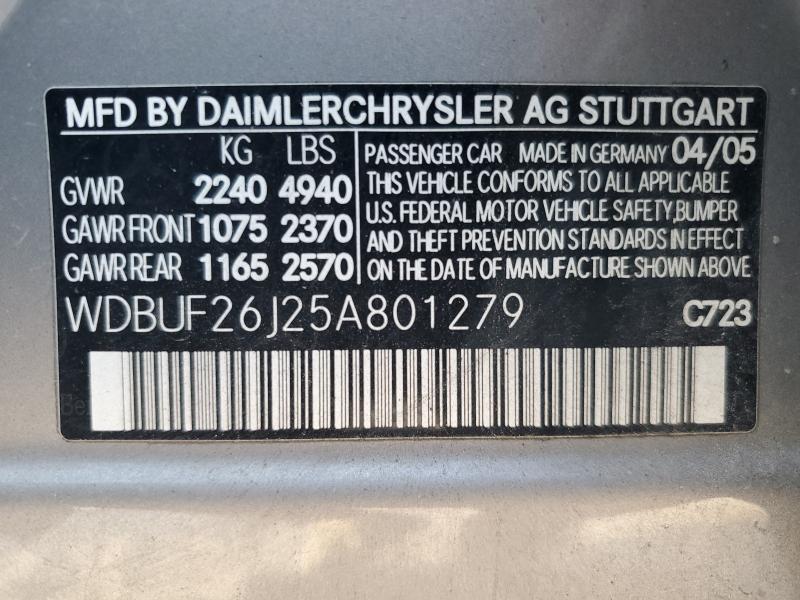 MFD BY DAIMLERCHRYSLER AG STUTTGART
KG LBS
GVWR 2240 4940
GAWR FRONT 1075 2370
GAWR REAR 1165 2570
PASSENGER CAR MADE IN GERMANY 04/05
THIS VEHICLE CONFORMS TO ALL APPLICABLE
U.S. FEDERAL MOTOR VEHICLE SAFETY,BUMPER
AND THEFT PREVENTION STANDARDS IN EFFECT
ON THE DATE OF MANUFACTURE SHOWN ABOVE
WDBUF26J25A801279 C723